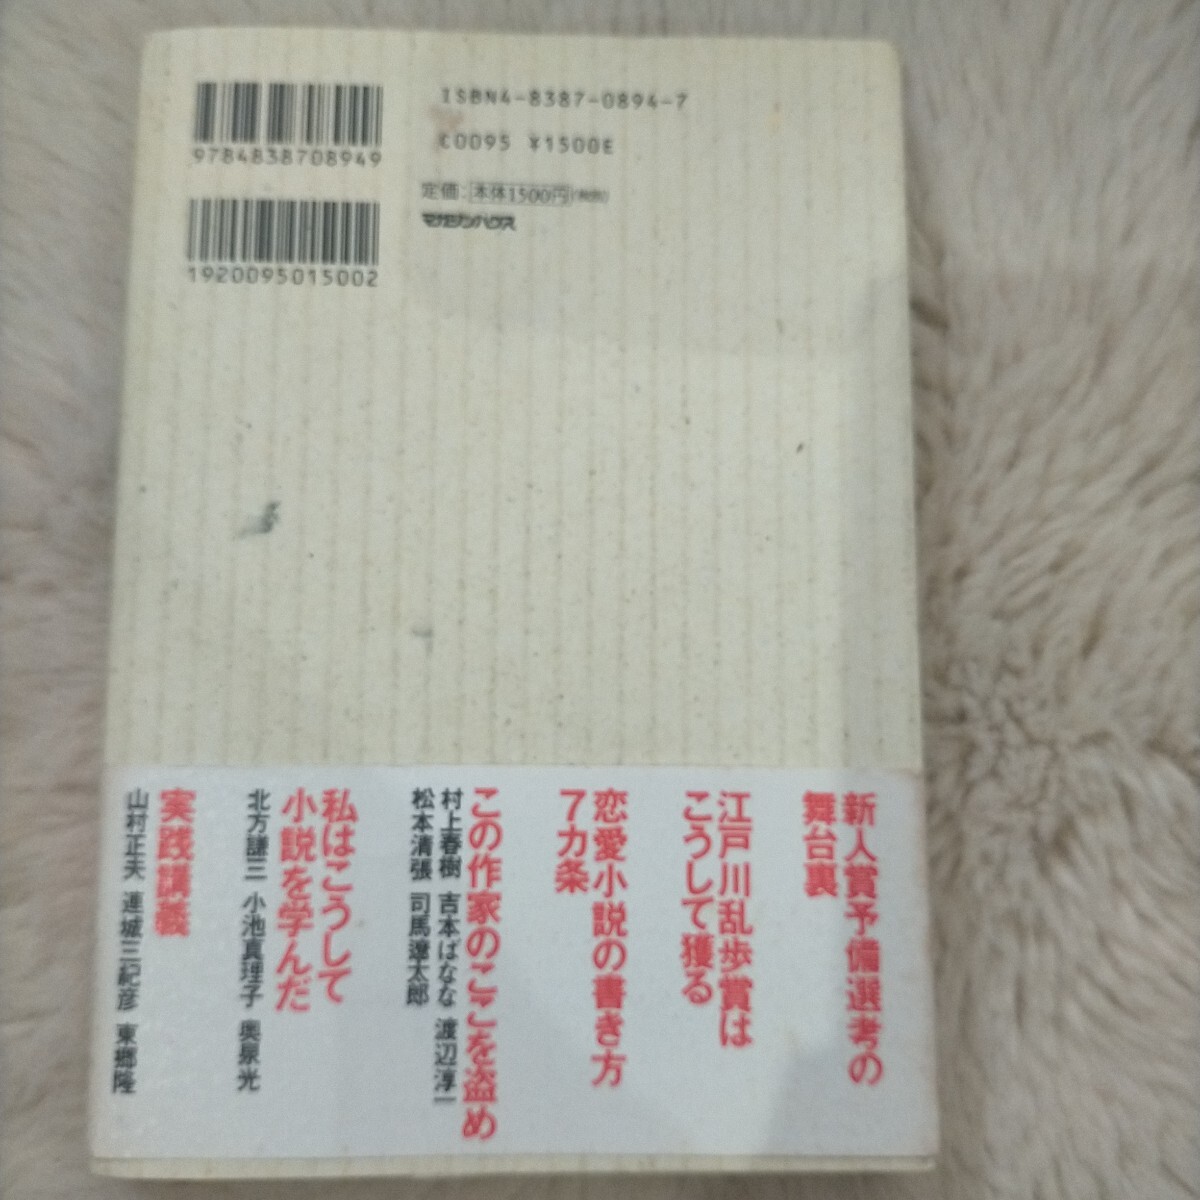 9784838708949
1920095015002
ISBN4-8387-0894-7
C0095 ¥1500E
定価:本体1500円(税別)
マガジンハウス
新人賞予備選考の
舞台裏
江戸川乱歩賞は
こうして獲る
恋愛小説の書き方
7カ条
この作家のここを盗め
村上春樹 吉本ばなな 渡辺淳一
松本清張 司馬遼太郎
私はこうして
小説を学んだ
北方謙三 小池真理子 奥泉光
実践講義
山村正夫 連城三紀彦 東郷隆